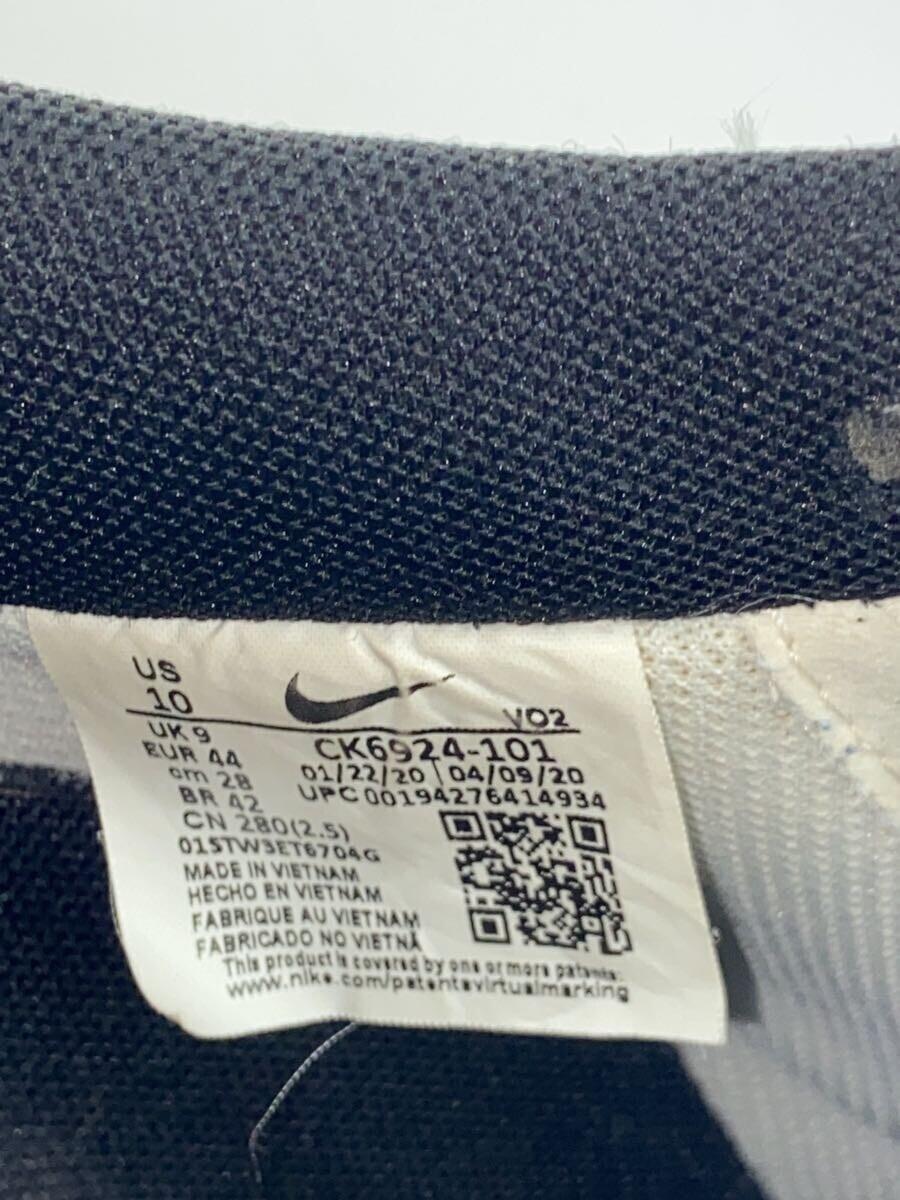 US
10
VO2
UK 9
EUR 44
cm 28
BR 42
CN 280(2.5)
CK6924-101
01/22/20 04/09/20
UPC 00194276414934
01STW3ET6704G
MADE IN VIETNAM
HECHO EN VIETNAM
FABRIQUE AU VIETNAM
FABRICADO NO VIETNÃ
This product is covered by one or more patents:
www.nike.com/patentsvirtualmarking